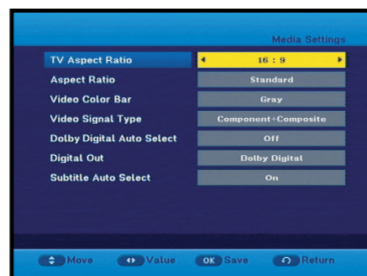 Media Settings
TV Aspect Ratio 16 : 9
Aspect Ratio Standard
Video Color Bar Gray
Video Signal Type Component+Composite
Dolby Digital Auto Select Off
Digital Out Dolby Digital
Subtitle Auto Select On
Move Value OK Save Return